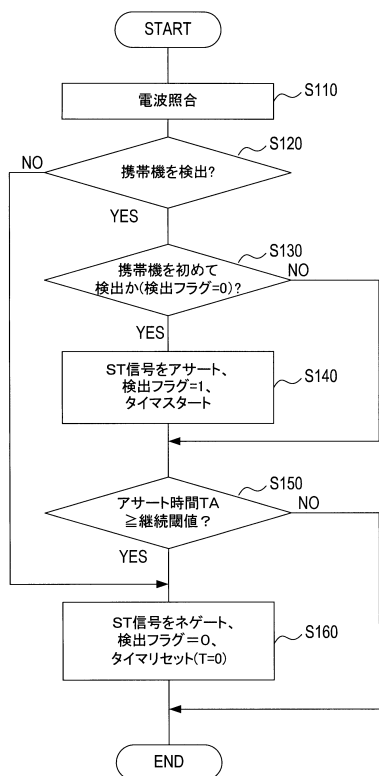 START
電波照合
S110
S120
NO
携帯機を検出?
YES
S130
携帯機を初めて
検出か(検出フラグ=0)?
NO
YES
ST信号をアサート、
検出フラグ=1、
タイマスタート
S140
S150
アサート時間TA
≧継続閾値？
NO
YES
ST信号をネゲート、
検出フラグ＝0、
タイマリセット(T=0)
S160
END